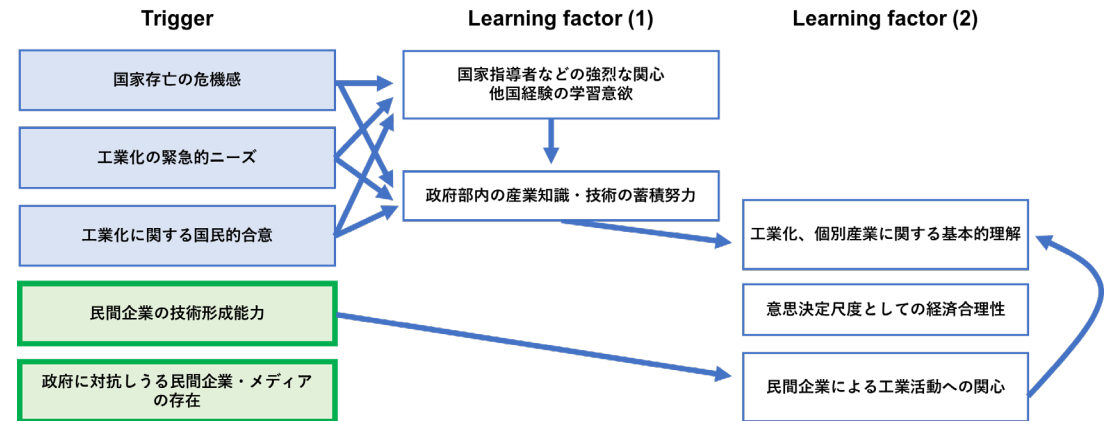 Trigger
Learning factor (1)
Learning factor (2)
国家存亡の危機感
工業化の緊急的ニーズ
工業化に関する国民的合意
民間企業の技術形成能力
政府に対抗しうる民間企業・メディア
の存在
国家指導者などの強烈な関心
他国経験の学習意欲
政府部内の産業知識・技術の蓄積努力
工業化、個別産業に関する基本的理解
意思決定尺度としての経済合理性
民間企業による工業活動への関心